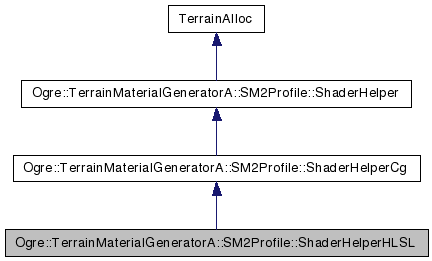 TerrainAlloc
Ogre::TerrainMaterialGeneratorA::SM2Profile::ShaderHelper
Ogre::TerrainMaterialGeneratorA::SM2Profile::ShaderHelperCg
Ogre::TerrainMaterialGeneratorA::SM2Profile::ShaderHelperHLSL